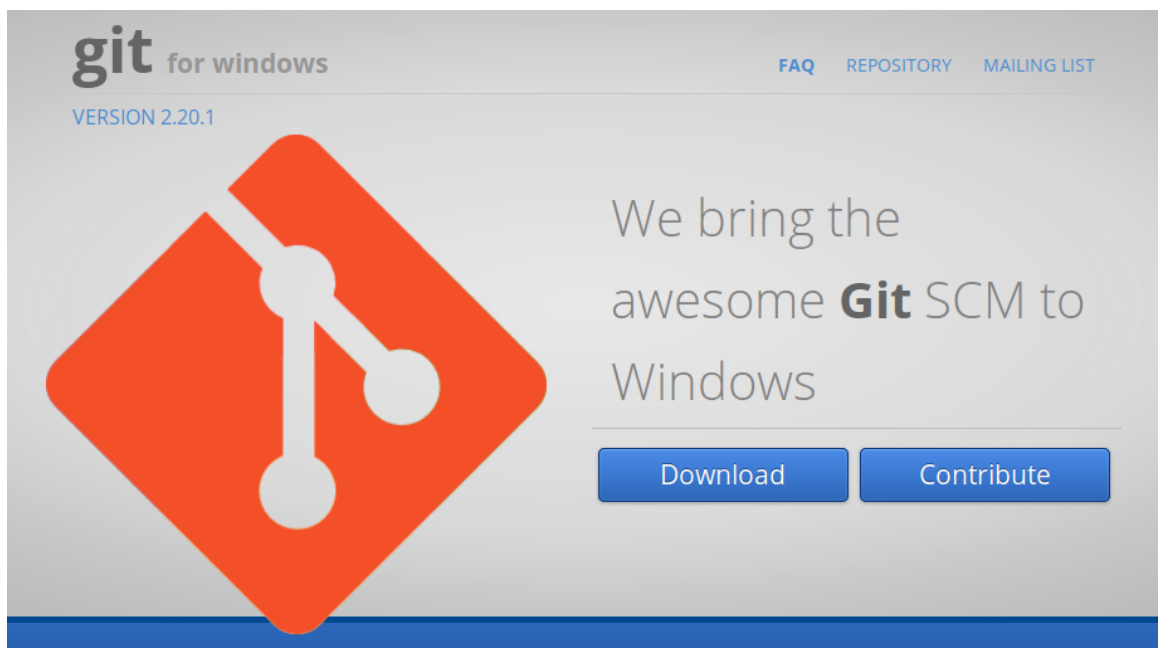 git for windows
FAQ REPOSITORY MAILING LIST
VERSION 2.20.1
We bring the
awesome Git SCM to
Windows
Download Contribute